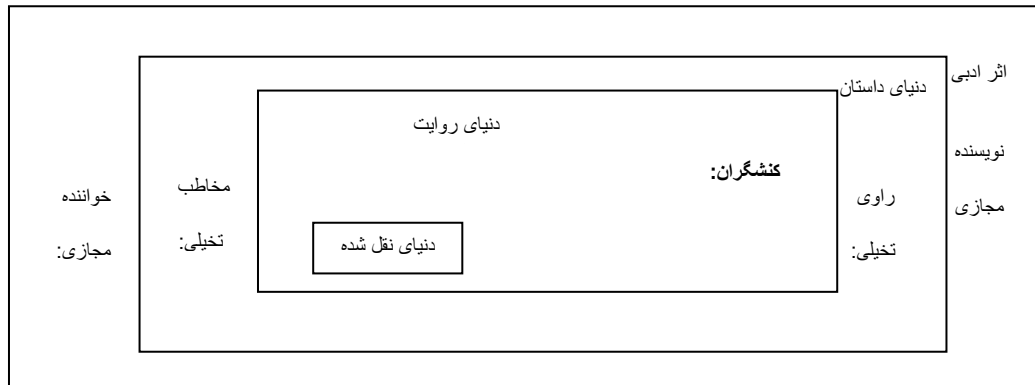 اثر ادبی
دنیای داستان
دنیای روایت
نویسنده
مجازی
کنشگران:
راوی
تخیلی:
مخاطب
تخیلی:
خواننده
مجازی:
دنیای نقل شده